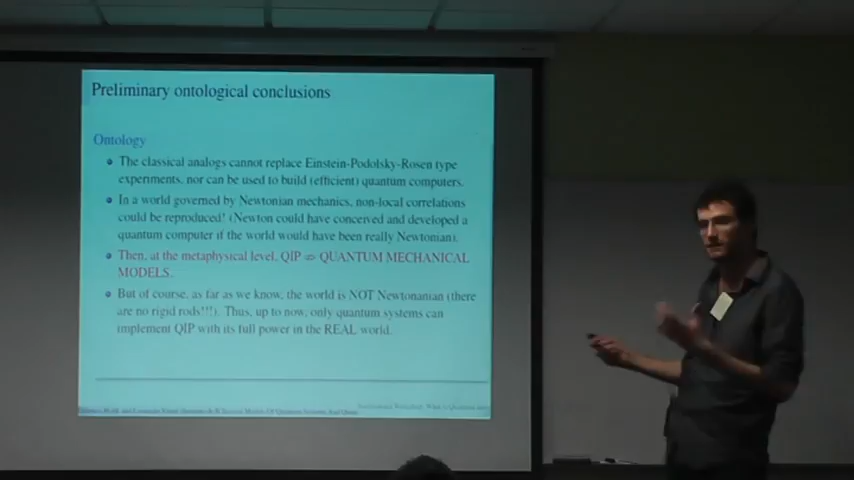 Preliminary ontological conclusions
Ontology
The classical analogs cannot replace Einstein-Podolsky-Rosen type
experiments, nor can be used to build (efficient) quantum computers.
In a world governed by Newtonian mechanics, non-local correlations
could be reproduced! (Newton could have conceived and developed a
quantum computer if the world would have been really Newtonian).
Then, at the metaphysical level, QIP QUANTUM MECHANICAL
MODELS.
But of course, as far as we know, the world is NOT Newtonanian (there
are no rigid rods!!!). Thus, up to now, only quantum systems can
implement QIP with its full power in the REAL world.